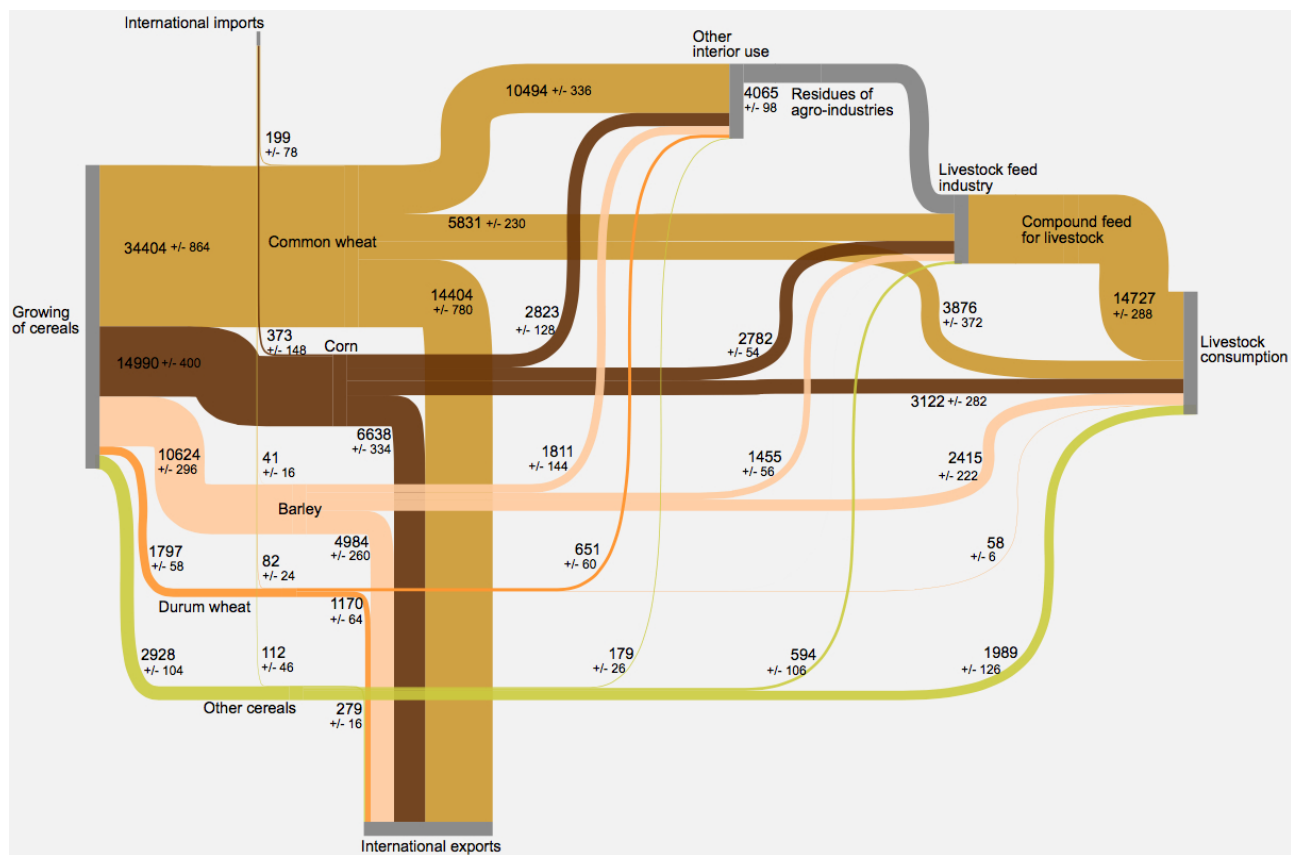 International imports
Other
interior use
10494 +/- 336
4065
+/- 98
Residues of
agro-industries
199
+/- 78
Livestock feed
industry
34404 +/- 864
Common wheat
5831 +/- 230
Compound feed
for livestock
14404
+/- 780
2823
+/- 128
3876
+/- 372
14727
+/- 288
Growing
of cereals
373
+/- 148
Corn
2782
+/- 54
Livestock
consumption
14990 +/- 400
3122 +/- 282
6638
+/- 334
10624
+/- 296
41
+/- 16
1811
+/- 144
1455
+/- 56
2415
+/- 222
Barley
4984
+/- 260
1797
+/- 58
82
+/- 24
651
+/- 60
58
+/- 6
Durum wheat
1170
+/- 64
2928
+/- 104
112
+/- 46
179
+/- 26
594
+/- 106
1989
+/- 126
Other cereals
279
+/- 16
International exports